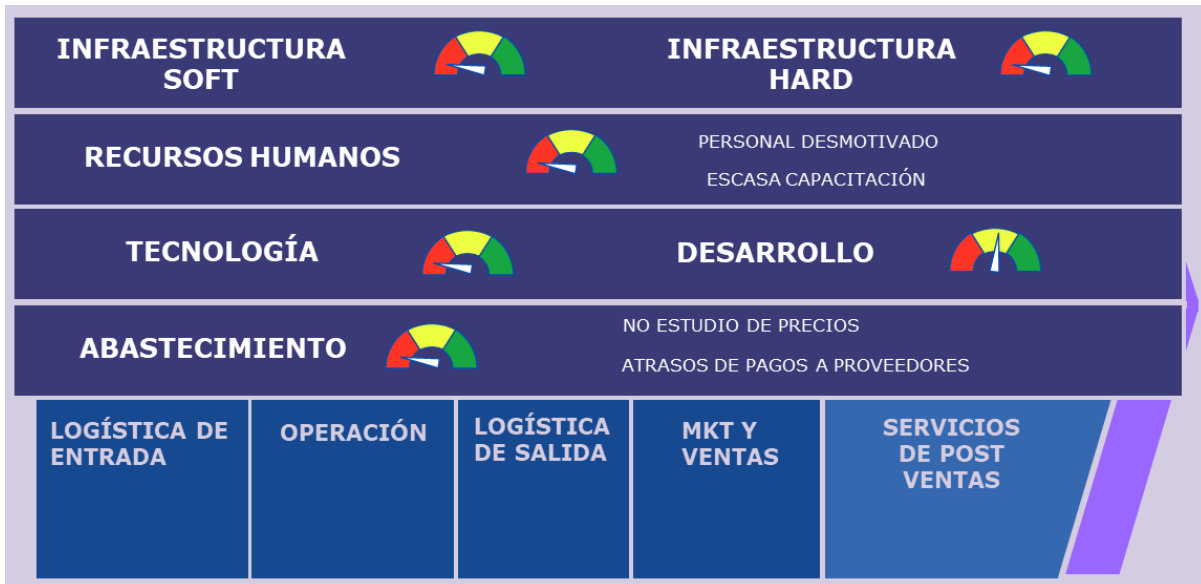 INFRAESTRUCTURA
SOFT
INFRAESTRUCTURA
HARD
RECURSOS HUMANOS
PERSONAL DESMOTIVADO
ESCASA CAPACITACIÓN
TECNOLOGÍA
DESARROLLO
ABASTECIMIENTO
NO ESTUDIO DE PRECIOS
ATRASOS DE PAGOS A PROVEEDORES
LOGÍSTICA DE
ENTRADA
OPERACIÓN
LOGÍSTICA
DE SALIDA
MKT Y
VENTAS
SERVICIOS
DE POST
VENTAS